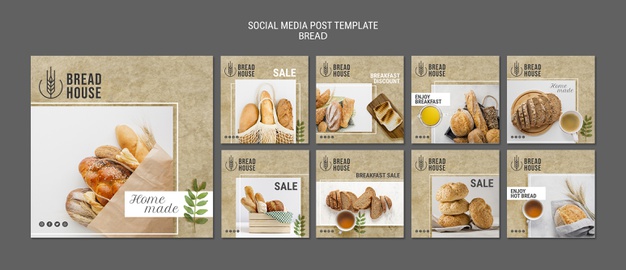 SOCIAL MEDIA POST TEMPLATE
BREAD
BREAD
HOUSE
Home
made
BREAD
HOUSE
SALE
BREAD
HOUSE
BREAKFAST
DISCOUNT
BREAD
HOUSE
ENJOY
BREAKFAST
BREAD
HOUSE
Home
made
BREAD
HOUSE
SALE
BREAD
HOUSE
BREAKFAST SALE
BREAD
HOUSE
SALE
BREAD
HOUSE
ENJOY
HOT BREAD